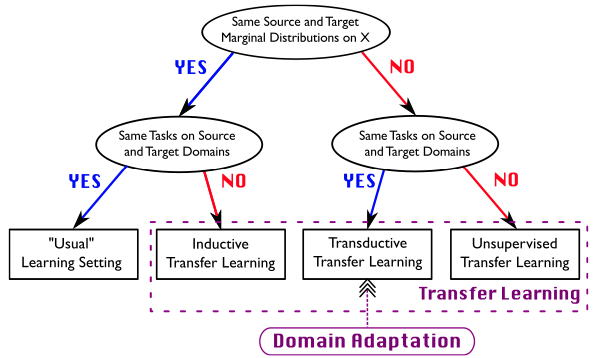 Same Source and Target
Marginal Distributions on X
YES
NO
Same Tasks on Source
and Target Domains
Same Tasks on Source
and Target Domains
YES
NO
YES
NO
"Usual"
Learning Setting
Inductive
Transfer Learning
Transductive
Transfer Learning
Unsupervised
Transfer Learning
Transfer Learning
Domain Adaptation